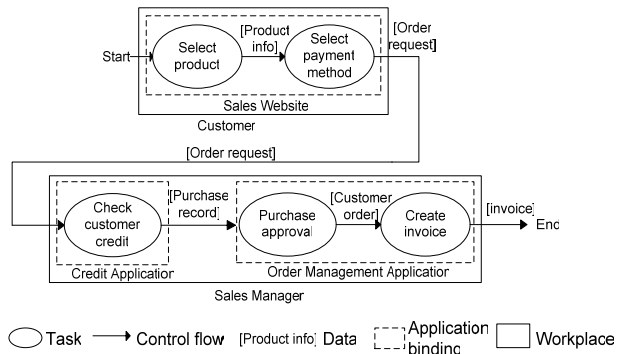 Start
Select
product
[Product
info]
Select
payment
method
[Order
request]
Sales Website
Customer
[Order request]
Check
customer
credit
[Purchase
record]
Purchase
approval
[Customer
order]
Create
invoice
[invoice]
End
Credit Application
Order Management Application
Sales Manager
Task
Control flow
[Product info] Data
Application
binding
Workplace